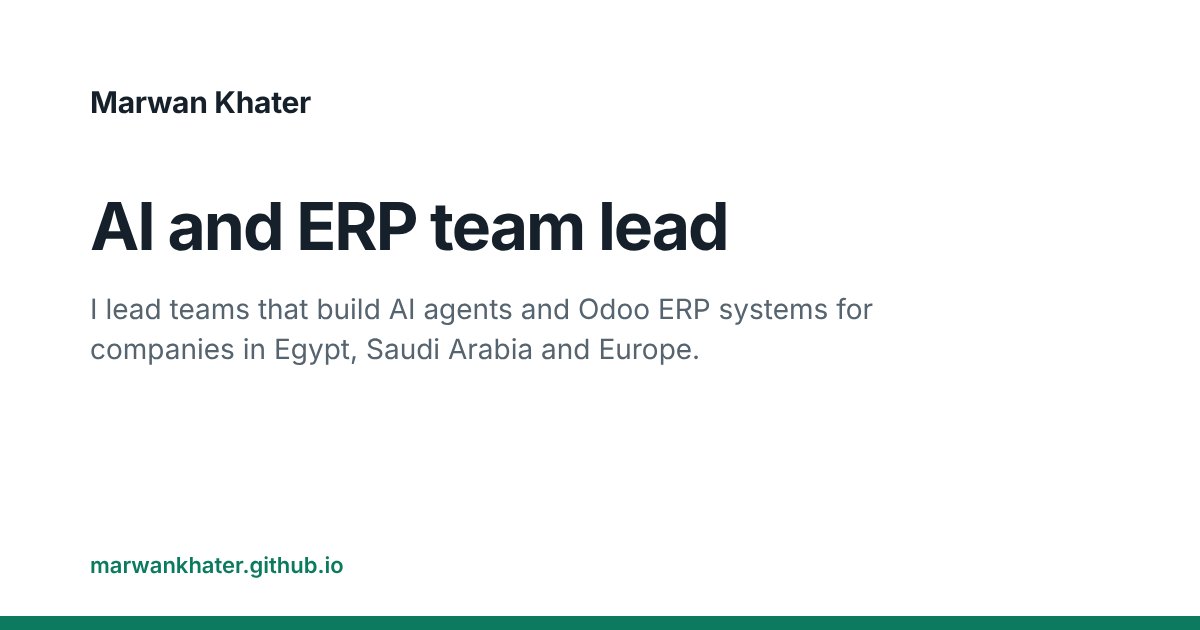 Marwan Khater
AI and ERP team lead
I lead teams that build AI agents and Odoo ERP systems for
companies in Egypt, Saudi Arabia and Europe.
marwankhater.github.io